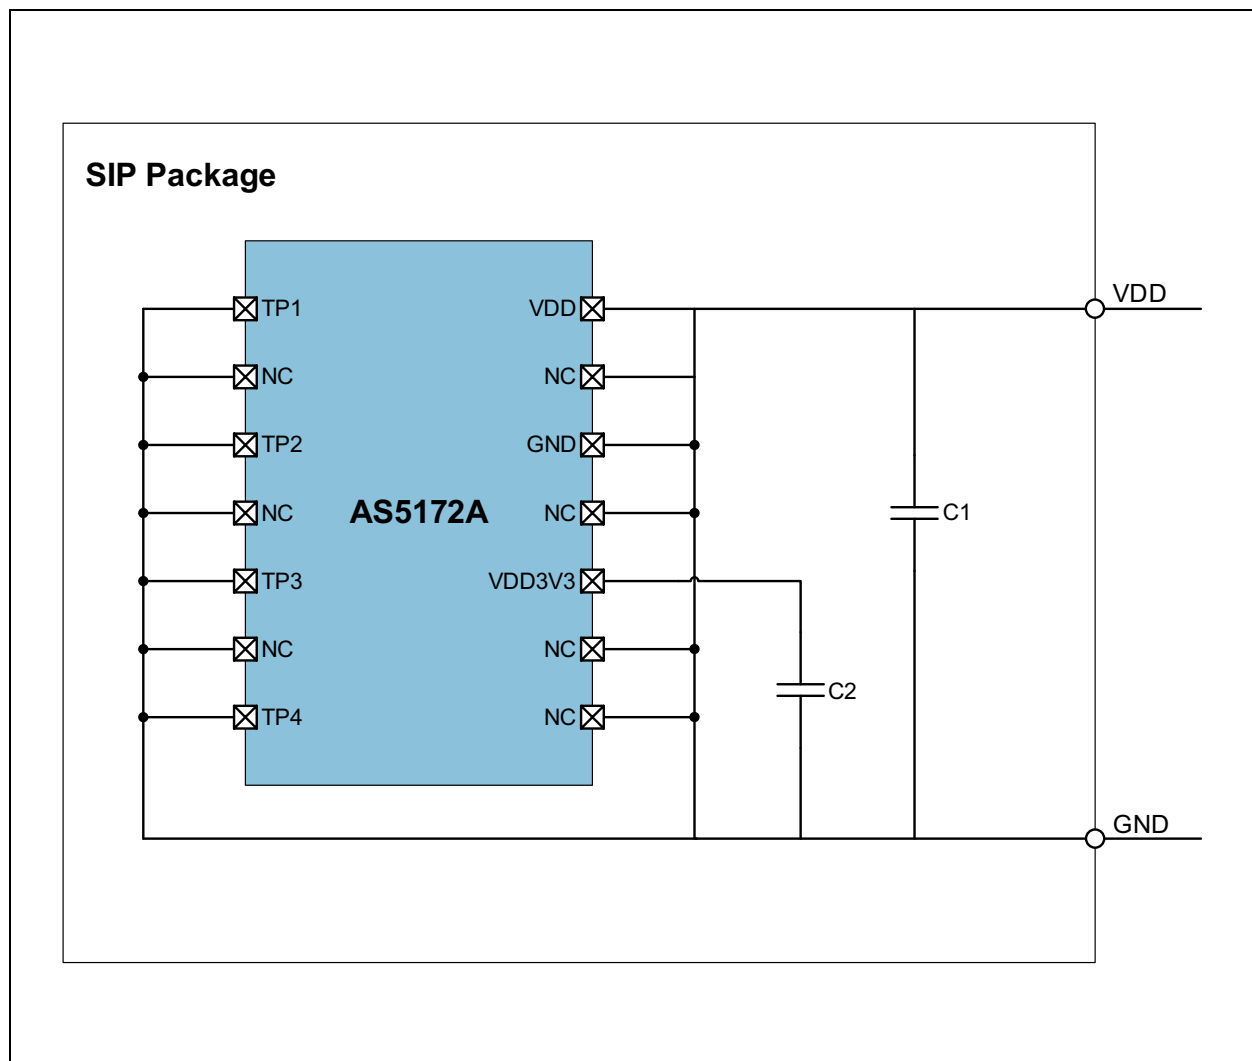 SIP Package
TP1
VDD
VDD
NC
NC
TP2
GND
NC
AS5172A
NC
C1
TP3
VDD3V3
NC
NC
C2
TP4
NC
GND